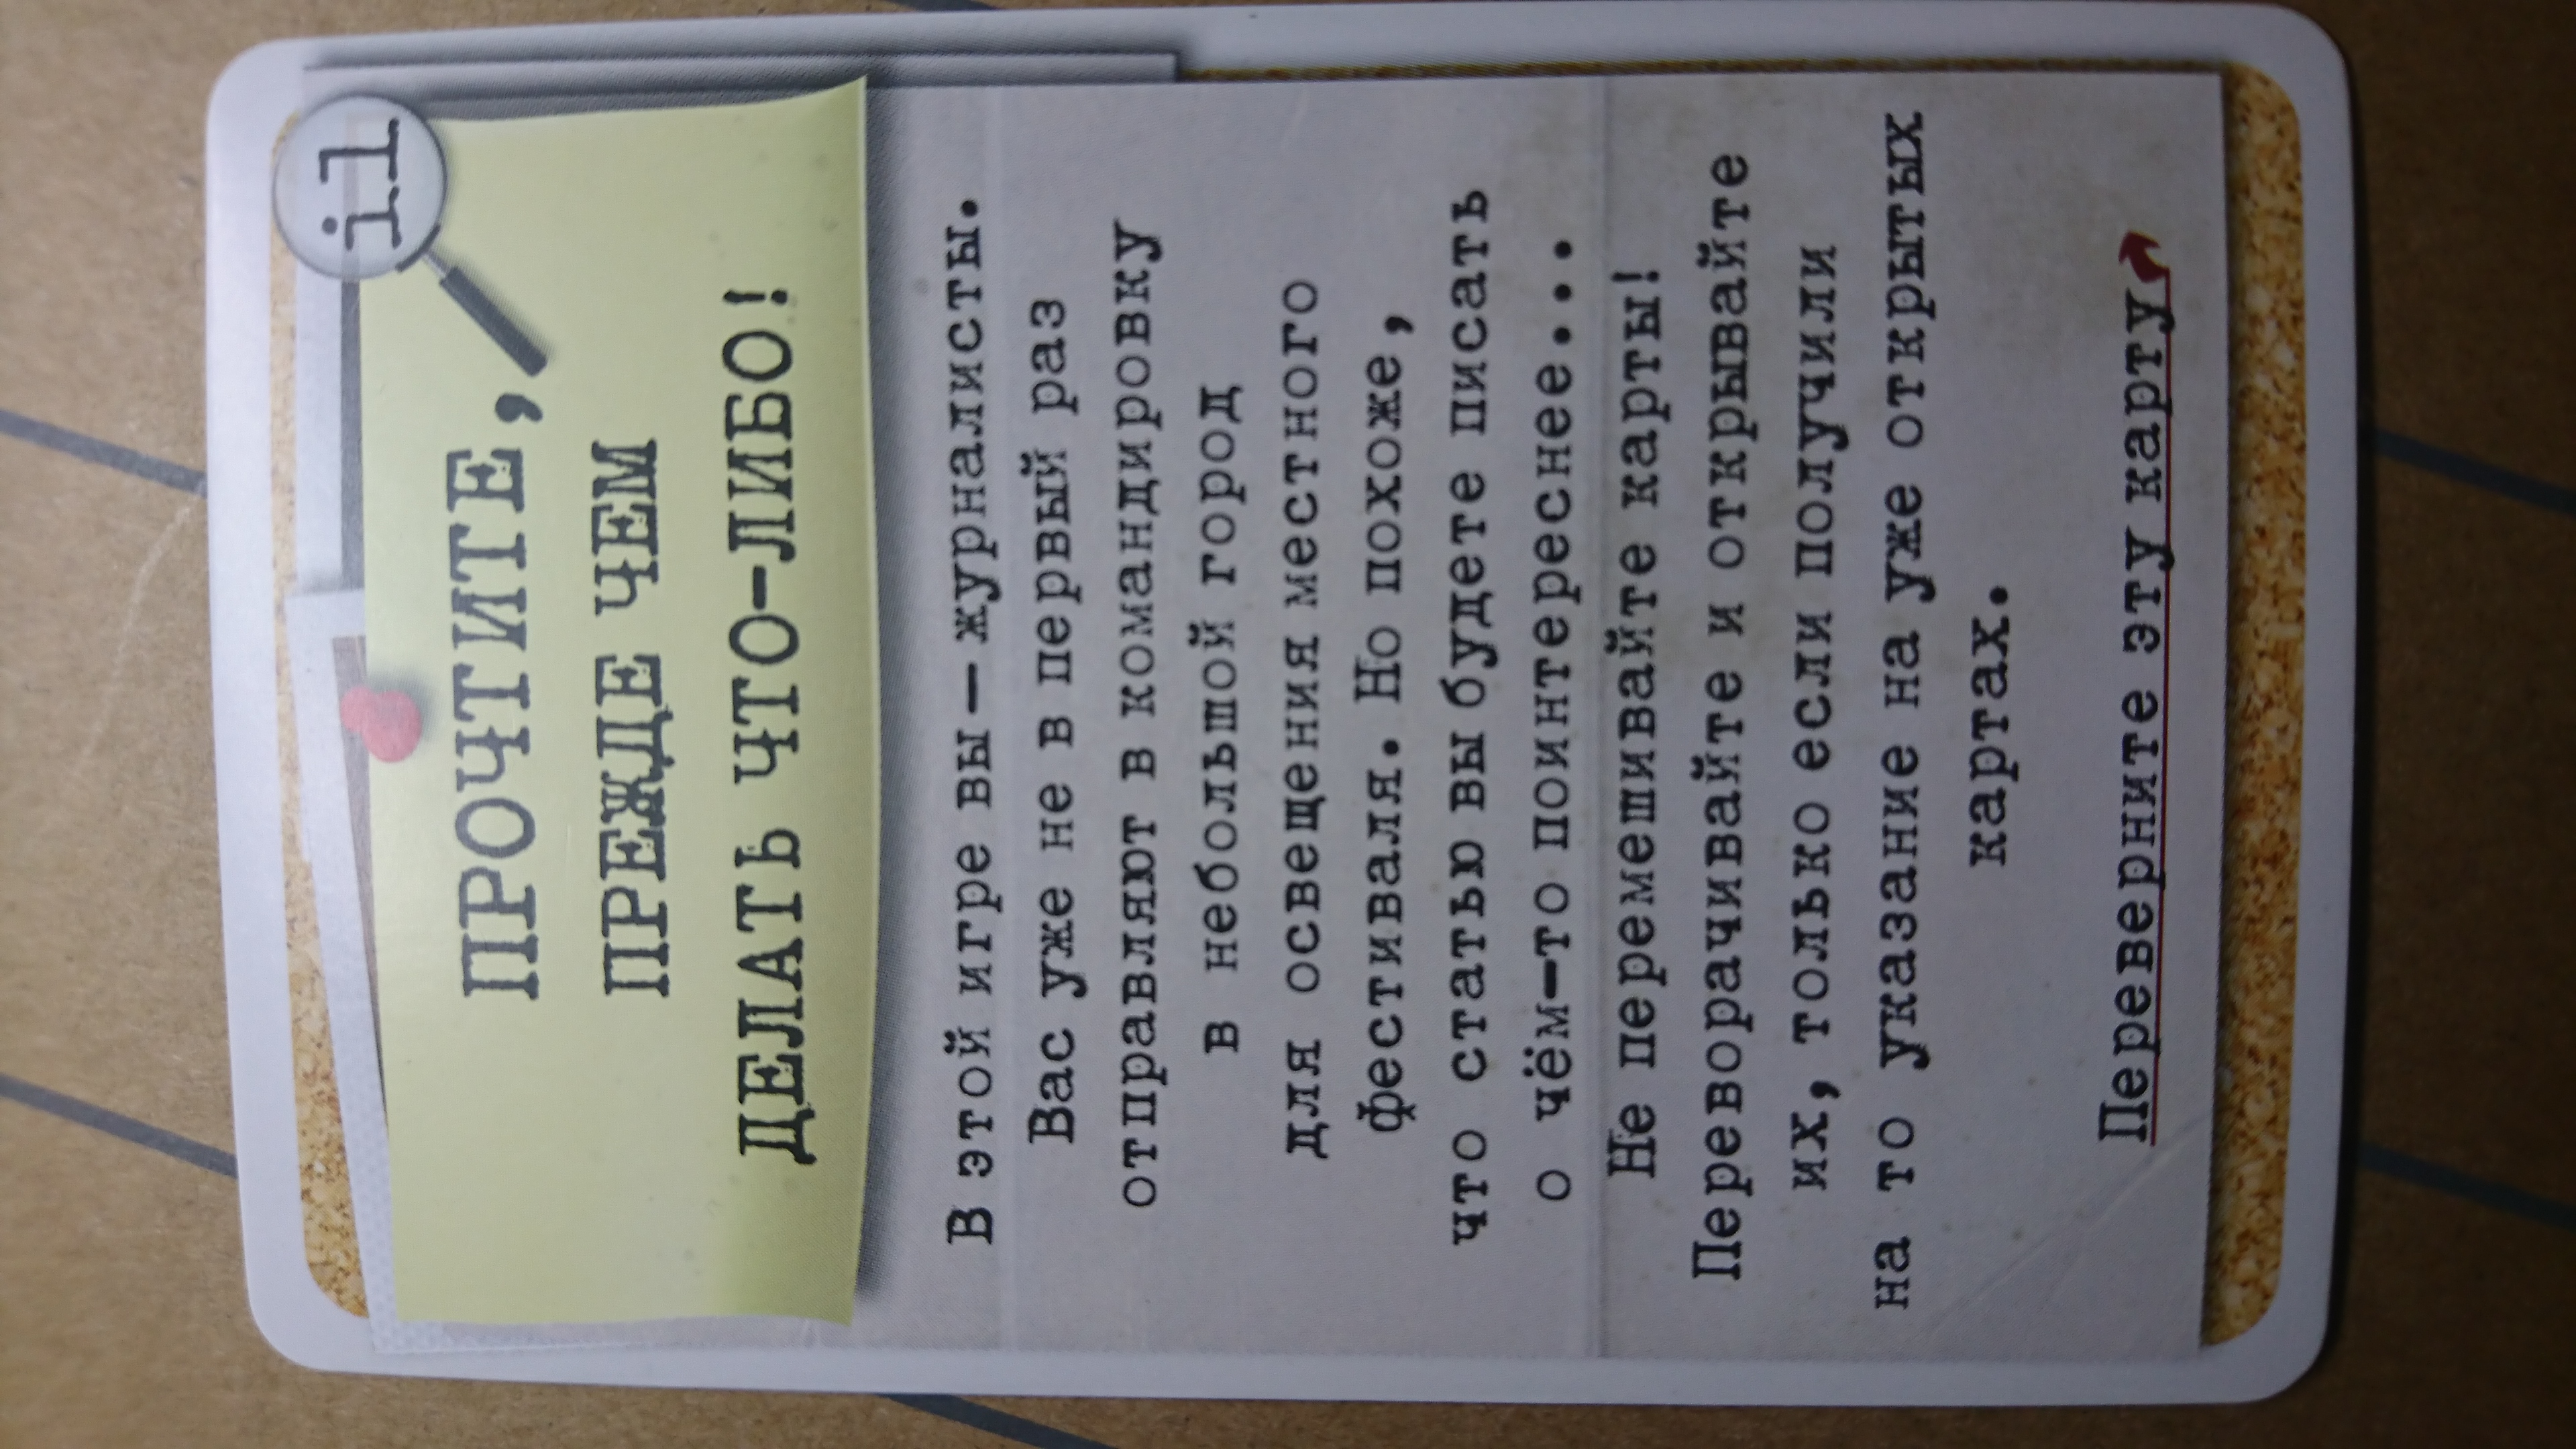 i1
ПРОЧТИТЕ,
ПРЕЖДЕ ЧЕМ
ДЕЛАТЬ ЧТО-ЛИБО!
В этой игре вы — журналисты.
Вас уже не в первый раз
отправляют в командировку
в небольшой город
для освещения местного
фестиваля. Но похоже,
что статью вы будете писать
о чём-то поинтереснее...
Не перемешивайте карты!
Переворачивайте и открывайте
их, только если получили
на то указание на уже открытых
картах.
Переверните эту карту